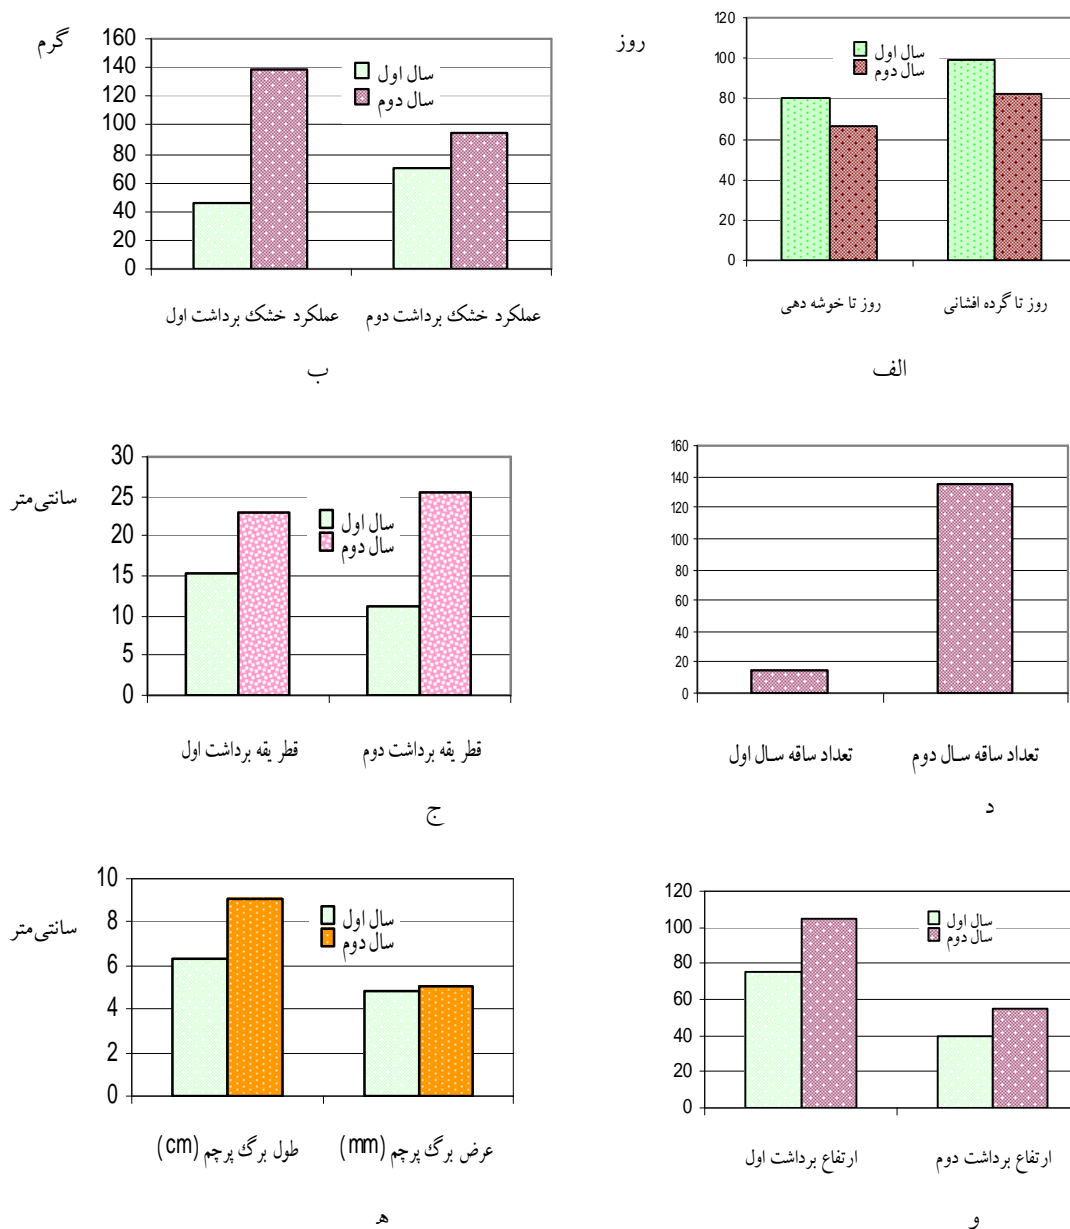 روز
120
100
80
60
40
20
0
سال اول
سال دوم
روز تا خوشه دهی
روز تا گرده افشانی
الف
گرم
160
140
120
100
80
60
40
20
0
سال اول
سال دوم
عملکرد خشک برداشت اول
عملکرد خشک برداشت دوم
ب
160
140
120
100
80
60
40
20
0
تعداد ساقه سال اول
تعداد ساقه سال دوم
د
سانتی‌متر
30
25
20
15
10
5
0
سال اول
سال دوم
قطر یقه برداشت اول
قطر یقه برداشت دوم
ج
120
100
80
60
40
20
0
سال اول
سال دوم
ارتفاع برداشت اول
ارتفاع برداشت دوم
و
سانتی‌متر
10
8
6
4
2
0
سال اول
سال دوم
طول برگ پرچم (cm)
عرض برگ پرچم (mm)
ه